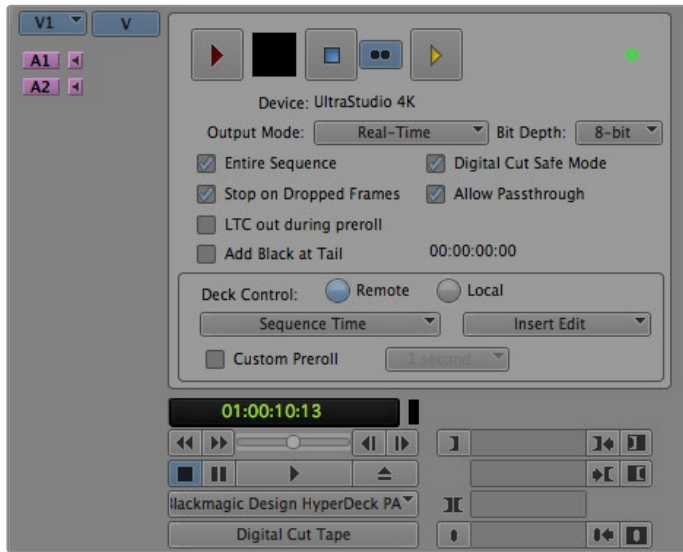 V1 V
A1
A2
Device: UltraStudio 4K
Output Mode: Real-Time Bit Depth: 8-bit
Entire Sequence Digital Cut Safe Mode
Stop on Dropped Frames Allow Passthrough
LTC out during preroll
Add Black at Tail 00:00:00:00
Deck Control: Remote Local
Sequence Time Insert Edit
Custom Preroll 1 second
01:00:10:13
lackmagic Design HyperDeck PA
Digital Cut Tape